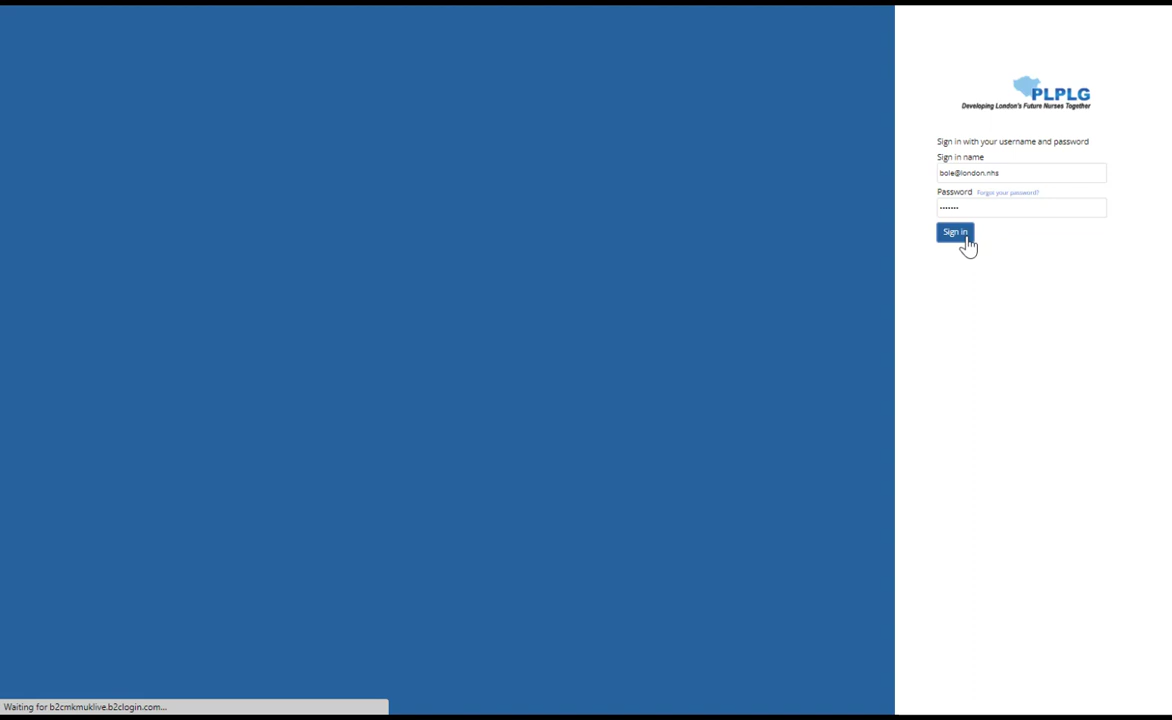 PLPLG
Developing London's Future Nurses Together
Sign in with your username and password
Sign in name
bole@london.nhs
Password Forgot your password?
•••••••
Sign in
Waiting for b2cmkmuklive.b2clogin.com...